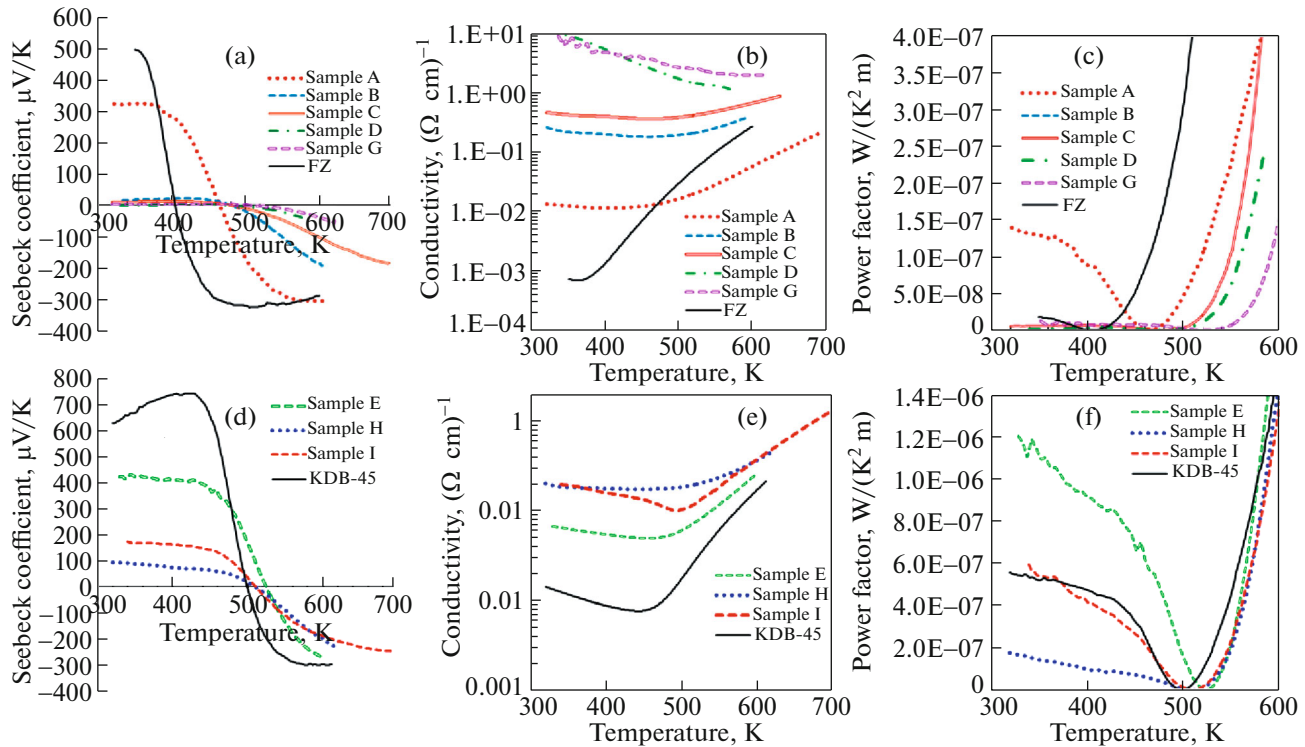 600
500
400
300
200
100
0
−100
−200
−300
−400
Seebeck coefficient, μV/K
(a)
Sample A
Sample B
Sample C
Sample D
Sample G
FZ
300 400 500 600 700
Temperature, K
1.E+01
1.E+00
1.E−01
1.E−02
1.E−03
1.E−04
Conductivity, (Ω cm)⁻¹
(b)
Sample A
Sample B
Sample C
Sample D
Sample G
FZ
300 400 500 600 700
Temperature, K
4.0E−07
3.5E−07
3.0E−07
2.5E−07
2.0E−07
1.5E−07
1.0E−07
5.0E−08
0
Power factor, W/(K² m)
(c)
Sample A
Sample B
Sample C
Sample D
Sample G
FZ
300 400 500 600
Temperature, K
800
700
600
500
400
300
200
100
0
−100
−200
−300
−400
Seebeck coefficient, μV/K
(d)
Sample E
Sample H
Sample I
KDB-45
300 400 500 600 700
Temperature, K
1
0.01
0.01
0.001
Conductivity, (Ω cm)⁻¹
(e)
Sample E
Sample H
Sample I
KDB-45
300 400 500 600 700
Temperature, K
1.4E−06
1.2E−06
1.0E−06
8.0E−07
6.0E−07
4.0E−07
2.0E−07
0
Power factor, W/(K² m)
(f)
Sample E
Sample H
Sample I
KDB-45
300 400 500 600
Temperature, K